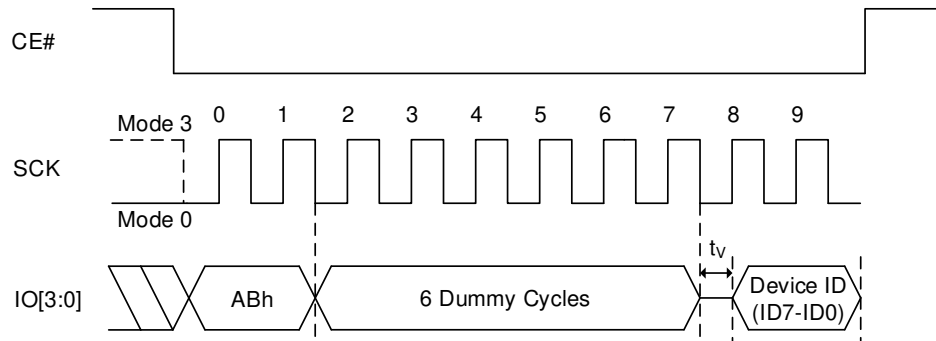 CE#
Mode 3
0 1 2 3 4 5 6 7 8 9
SCK
Mode 0
tV
IO[3:0]
ABh
6 Dummy Cycles
Device ID
(ID7-ID0)